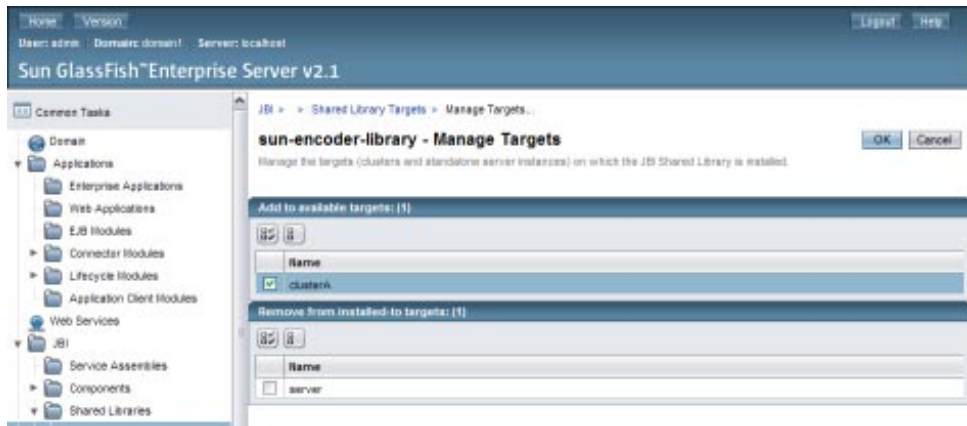 Home Version Logout Help
User: admin Domain: domain1 Server: localhost
Sun GlassFish™ Enterprise Server v2.1
Common Tasks
Domain
Applications
Enterprise Applications
Web Applications
EJB Modules
Connector Modules
Lifecycle Modules
Application Client Modules
Web Services
JBI
Service Assemblies
Components
Shared Libraries
JBI > > Shared Library Targets > Manage Targets...
sun-encoder-library - Manage Targets
OK Cancel
Manage the targets (clusters and standalone server instances) on which the JBI Shared Library is installed.
Add to available targets: (1)
Name
clusterA
Remove from installed-to targets: (1)
Name
server